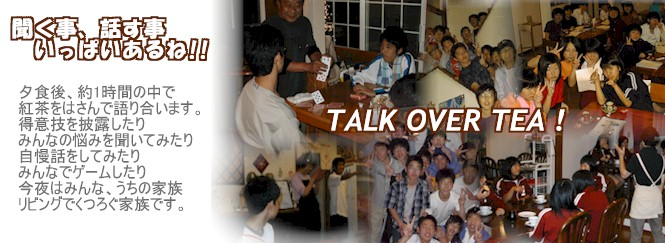 聞く事、話す事
いっぱいあるね!!
夕食後、約1時間の中で
紅茶をはさんで語り合います。
得意技を披露したり
みんなの悩みを聞いてみたり
自慢話をしてみたり
みんなでゲームしたり
今夜はみんな、うちの家族
リビングでくつろぐ家族です。
TALK OVER TEA !